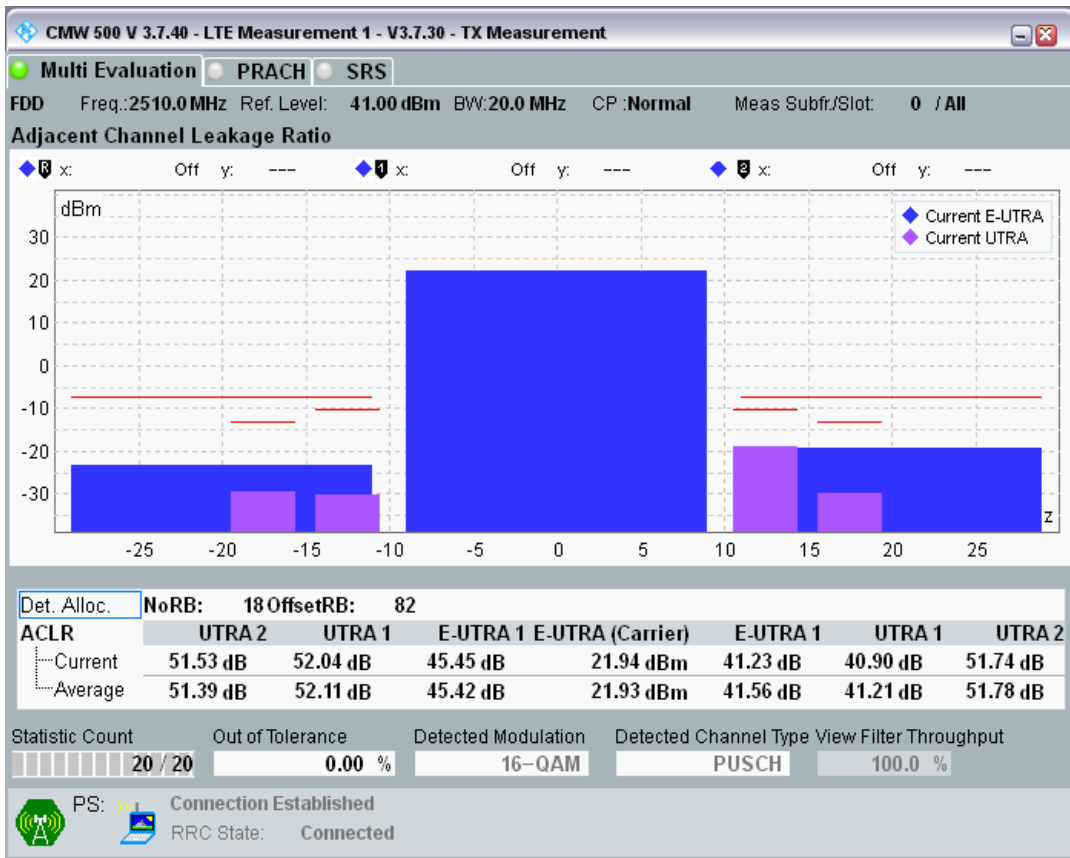 CMW 500 V 3.7.40 - LTE Measurement 1 - V3.7.30 - TX Measurement
Multi Evaluation PRACH SRS
FDD Freq.:2510.0 MHz Ref. Level: 41.00 dBm BW:20.0 MHz CP :Normal Meas Subfr./Slot: 0 / All
Adjacent Channel Leakage Ratio
R x: Off y: --- 1 x: Off y: --- 2 x: Off y: ---
dBm
Current E-UTRA
Current UTRA
30
20
10
0
-10
-20
-30
z
-25 -20 -15 -10 -5 0 5 10 15 20 25
Det. Alloc. NoRB: 18 OffsetRB: 82
ACLR UTRA 2 UTRA 1 E-UTRA 1 E-UTRA (Carrier) E-UTRA 1 UTRA 1 UTRA 2
Current 51.53 dB 52.04 dB 45.45 dB 21.94 dBm 41.23 dB 40.90 dB 51.74 dB
Average 51.39 dB 52.11 dB 45.42 dB 21.93 dBm 41.56 dB 41.21 dB 51.78 dB
Statistic Count Out of Tolerance Detected Modulation Detected Channel Type View Filter Throughput
20 / 20 0.00 % 16-QAM PUSCH 100.0 %
PS: Connection Established
RRC State: Connected